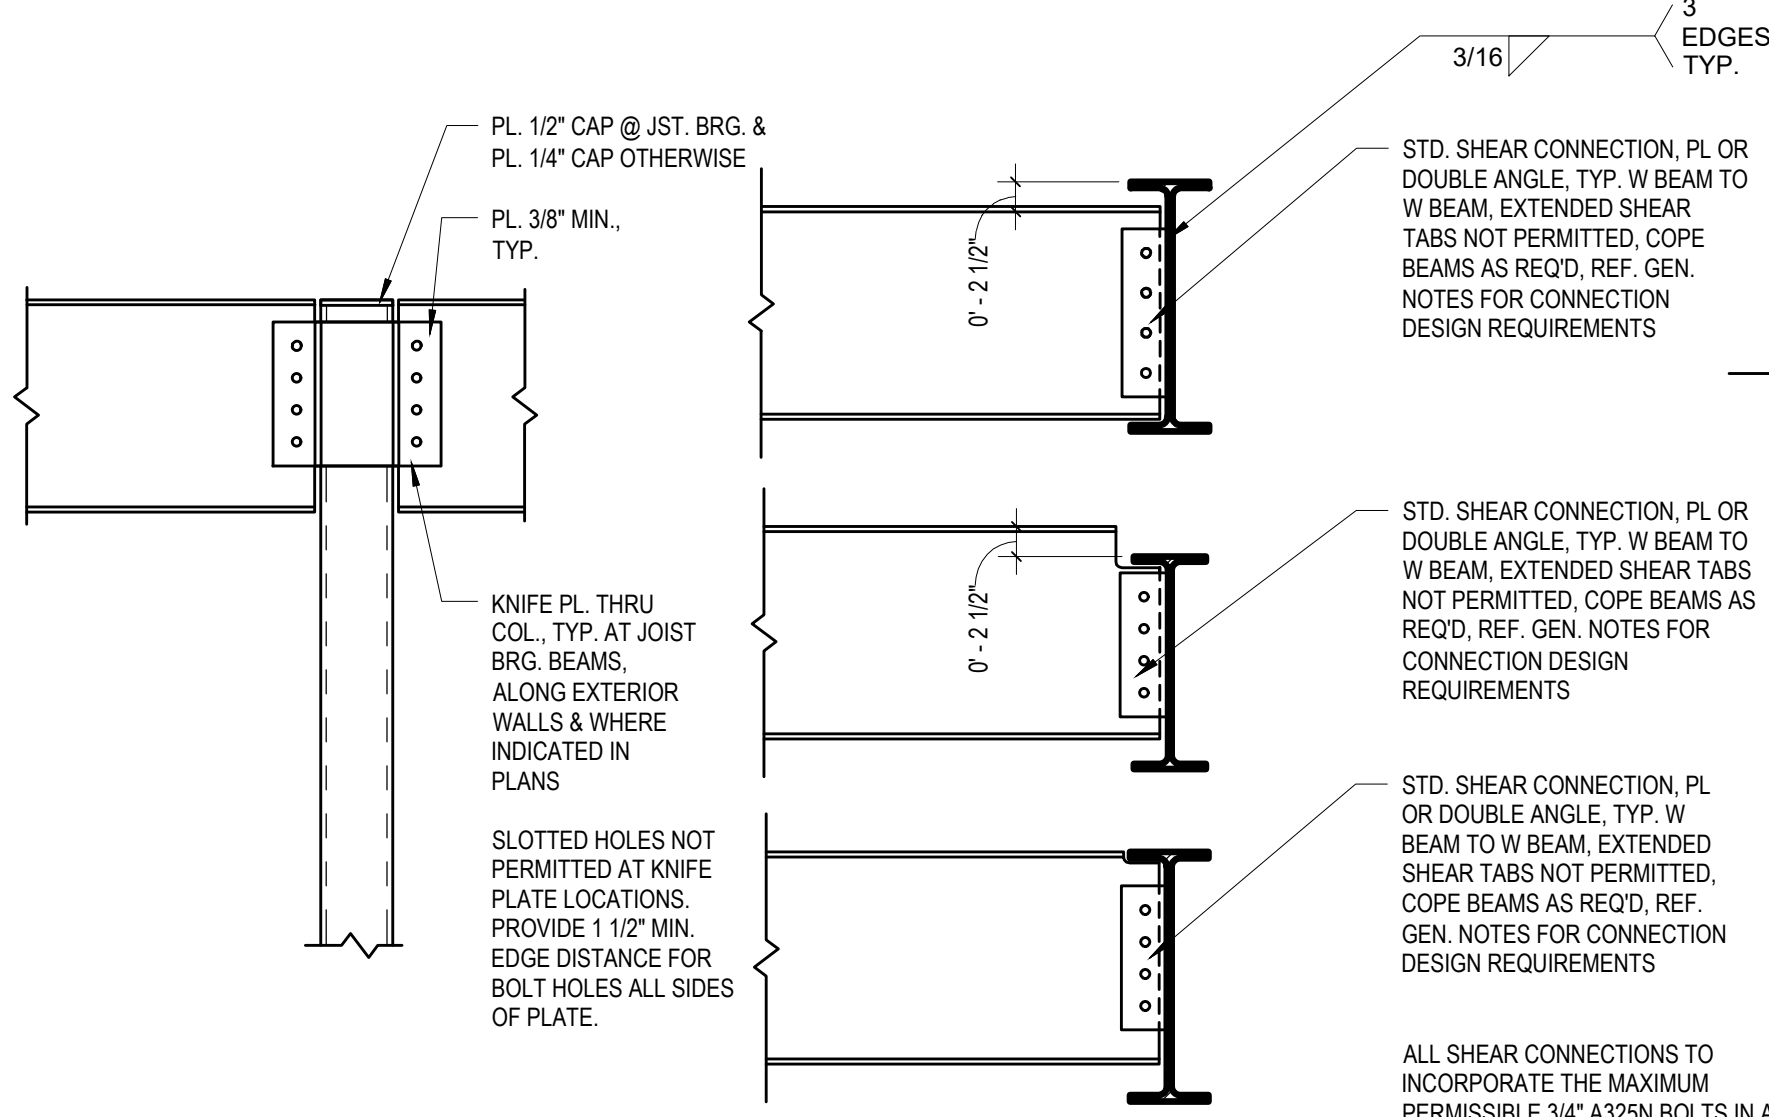 PL. 1/2" CAP @ JST. BRG. &
PL. 1/4" CAP OTHERWISE
PL. 3/8" MIN.,
TYP.
KNIFE PL. THRU
COL., TYP. AT JOIST
BRG. BEAMS,
ALONG EXTERIOR
WALLS & WHERE
INDICATED IN
PLANS
SLOTTED HOLES NOT
PERMITTED AT KNIFE
PLATE LOCATIONS.
PROVIDE 1 1/2" MIN.
EDGE DISTANCE FOR
BOLT HOLES ALL SIDES
OF PLATE.
0' - 2 1/2"
0' - 2 1/2"
3/16
3
EDGES
TYP.
STD. SHEAR CONNECTION, PL OR
DOUBLE ANGLE, TYP. W BEAM TO
W BEAM, EXTENDED SHEAR
TABS NOT PERMITTED, COPE
BEAMS AS REQ'D, REF. GEN.
NOTES FOR CONNECTION
DESIGN REQUIREMENTS
STD. SHEAR CONNECTION, PL OR
DOUBLE ANGLE, TYP. W BEAM TO
W BEAM, EXTENDED SHEAR TABS
NOT PERMITTED, COPE BEAMS AS
REQ'D, REF. GEN. NOTES FOR
CONNECTION DESIGN
REQUIREMENTS
STD. SHEAR CONNECTION, PL
OR DOUBLE ANGLE, TYP. W
BEAM TO W BEAM, EXTENDED
SHEAR TABS NOT PERMITTED,
COPE BEAMS AS REQ'D, REF.
GEN. NOTES FOR CONNECTION
DESIGN REQUIREMENTS
ALL SHEAR CONNECTIONS TO
INCORPORATE THE MAXIMUM
PERMISSIBLE 3/4" A325N BOLTS IN A